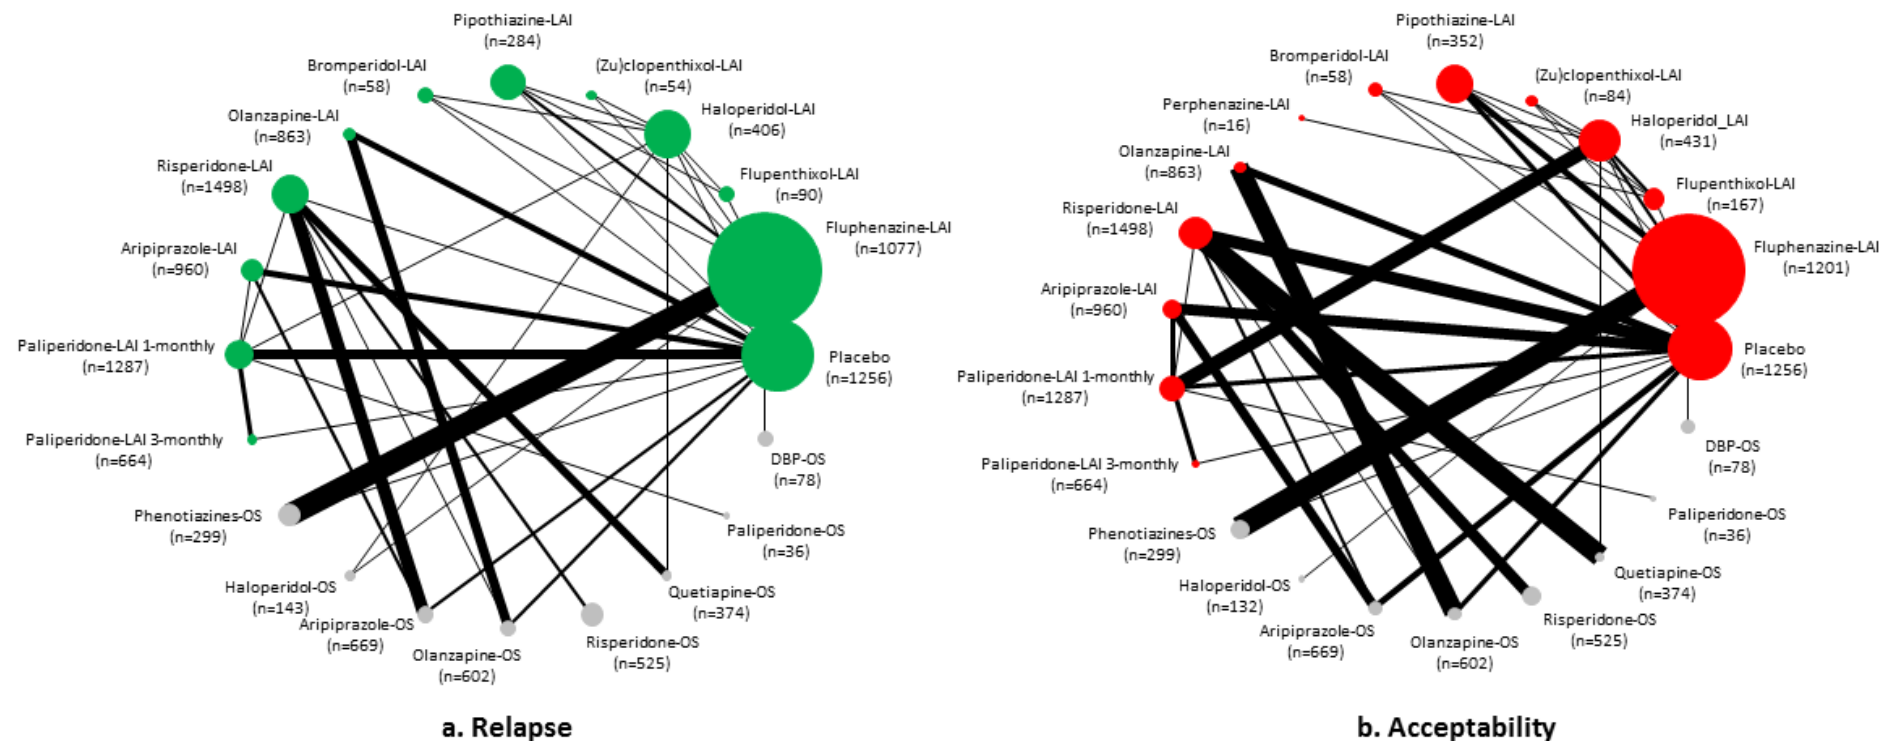 Pipothiazine-LAI
(n=284)
Bromperidol-LAI
(n=58)
(Zu)clopenthixol-LAI
(n=54)
Olanzapine-LAI
(n=863)
Haloperidol-LAI
(n=406)
Risperidone-LAI
(n=1498)
Flupenthixol-LAI
(n=90)
Aripiprazole-LAI
(n=960)
Fluphenazine-LAI
(n=1077)
Paliperidone-LAI 1-monthly
(n=1287)
Placebo
(n=1256)
Paliperidone-LAI 3-monthly
(n=664)
DBP-OS
(n=78)
Phenotiazines-OS
(n=299)
Paliperidone-OS
(n=36)
Haloperidol-OS
(n=143)
Quetiapine-OS
(n=374)
Aripiprazole-OS
(n=669)
Risperidone-OS
(n=525)
Olanzapine-OS
(n=602)
a. Relapse
Pipothiazine-LAI
(n=352)
Bromperidol-LAI
(n=58)
(Zu)clopenthixol-LAI
(n=84)
Perphenazine-LAI
(n=16)
Haloperidol_LAI
(n=431)
Olanzapine-LAI
(n=863)
Flupenthixol-LAI
(n=167)
Risperidone-LAI
(n=1498)
Fluphenazine-LAI
(n=1201)
Aripiprazole-LAI
(n=960)
Placebo
(n=1256)
Paliperidone-LAI 1-monthly
(n=1287)
DBP-OS
(n=78)
Paliperidone-LAI 3-monthly
(n=664)
Paliperidone-OS
(n=36)
Phenotiazines-OS
(n=299)
Quetiapine-OS
(n=374)
Haloperidol-OS
(n=132)
Risperidone-OS
(n=525)
Aripiprazole-OS
(n=669)
Olanzapine-OS
(n=602)
b. Acceptability